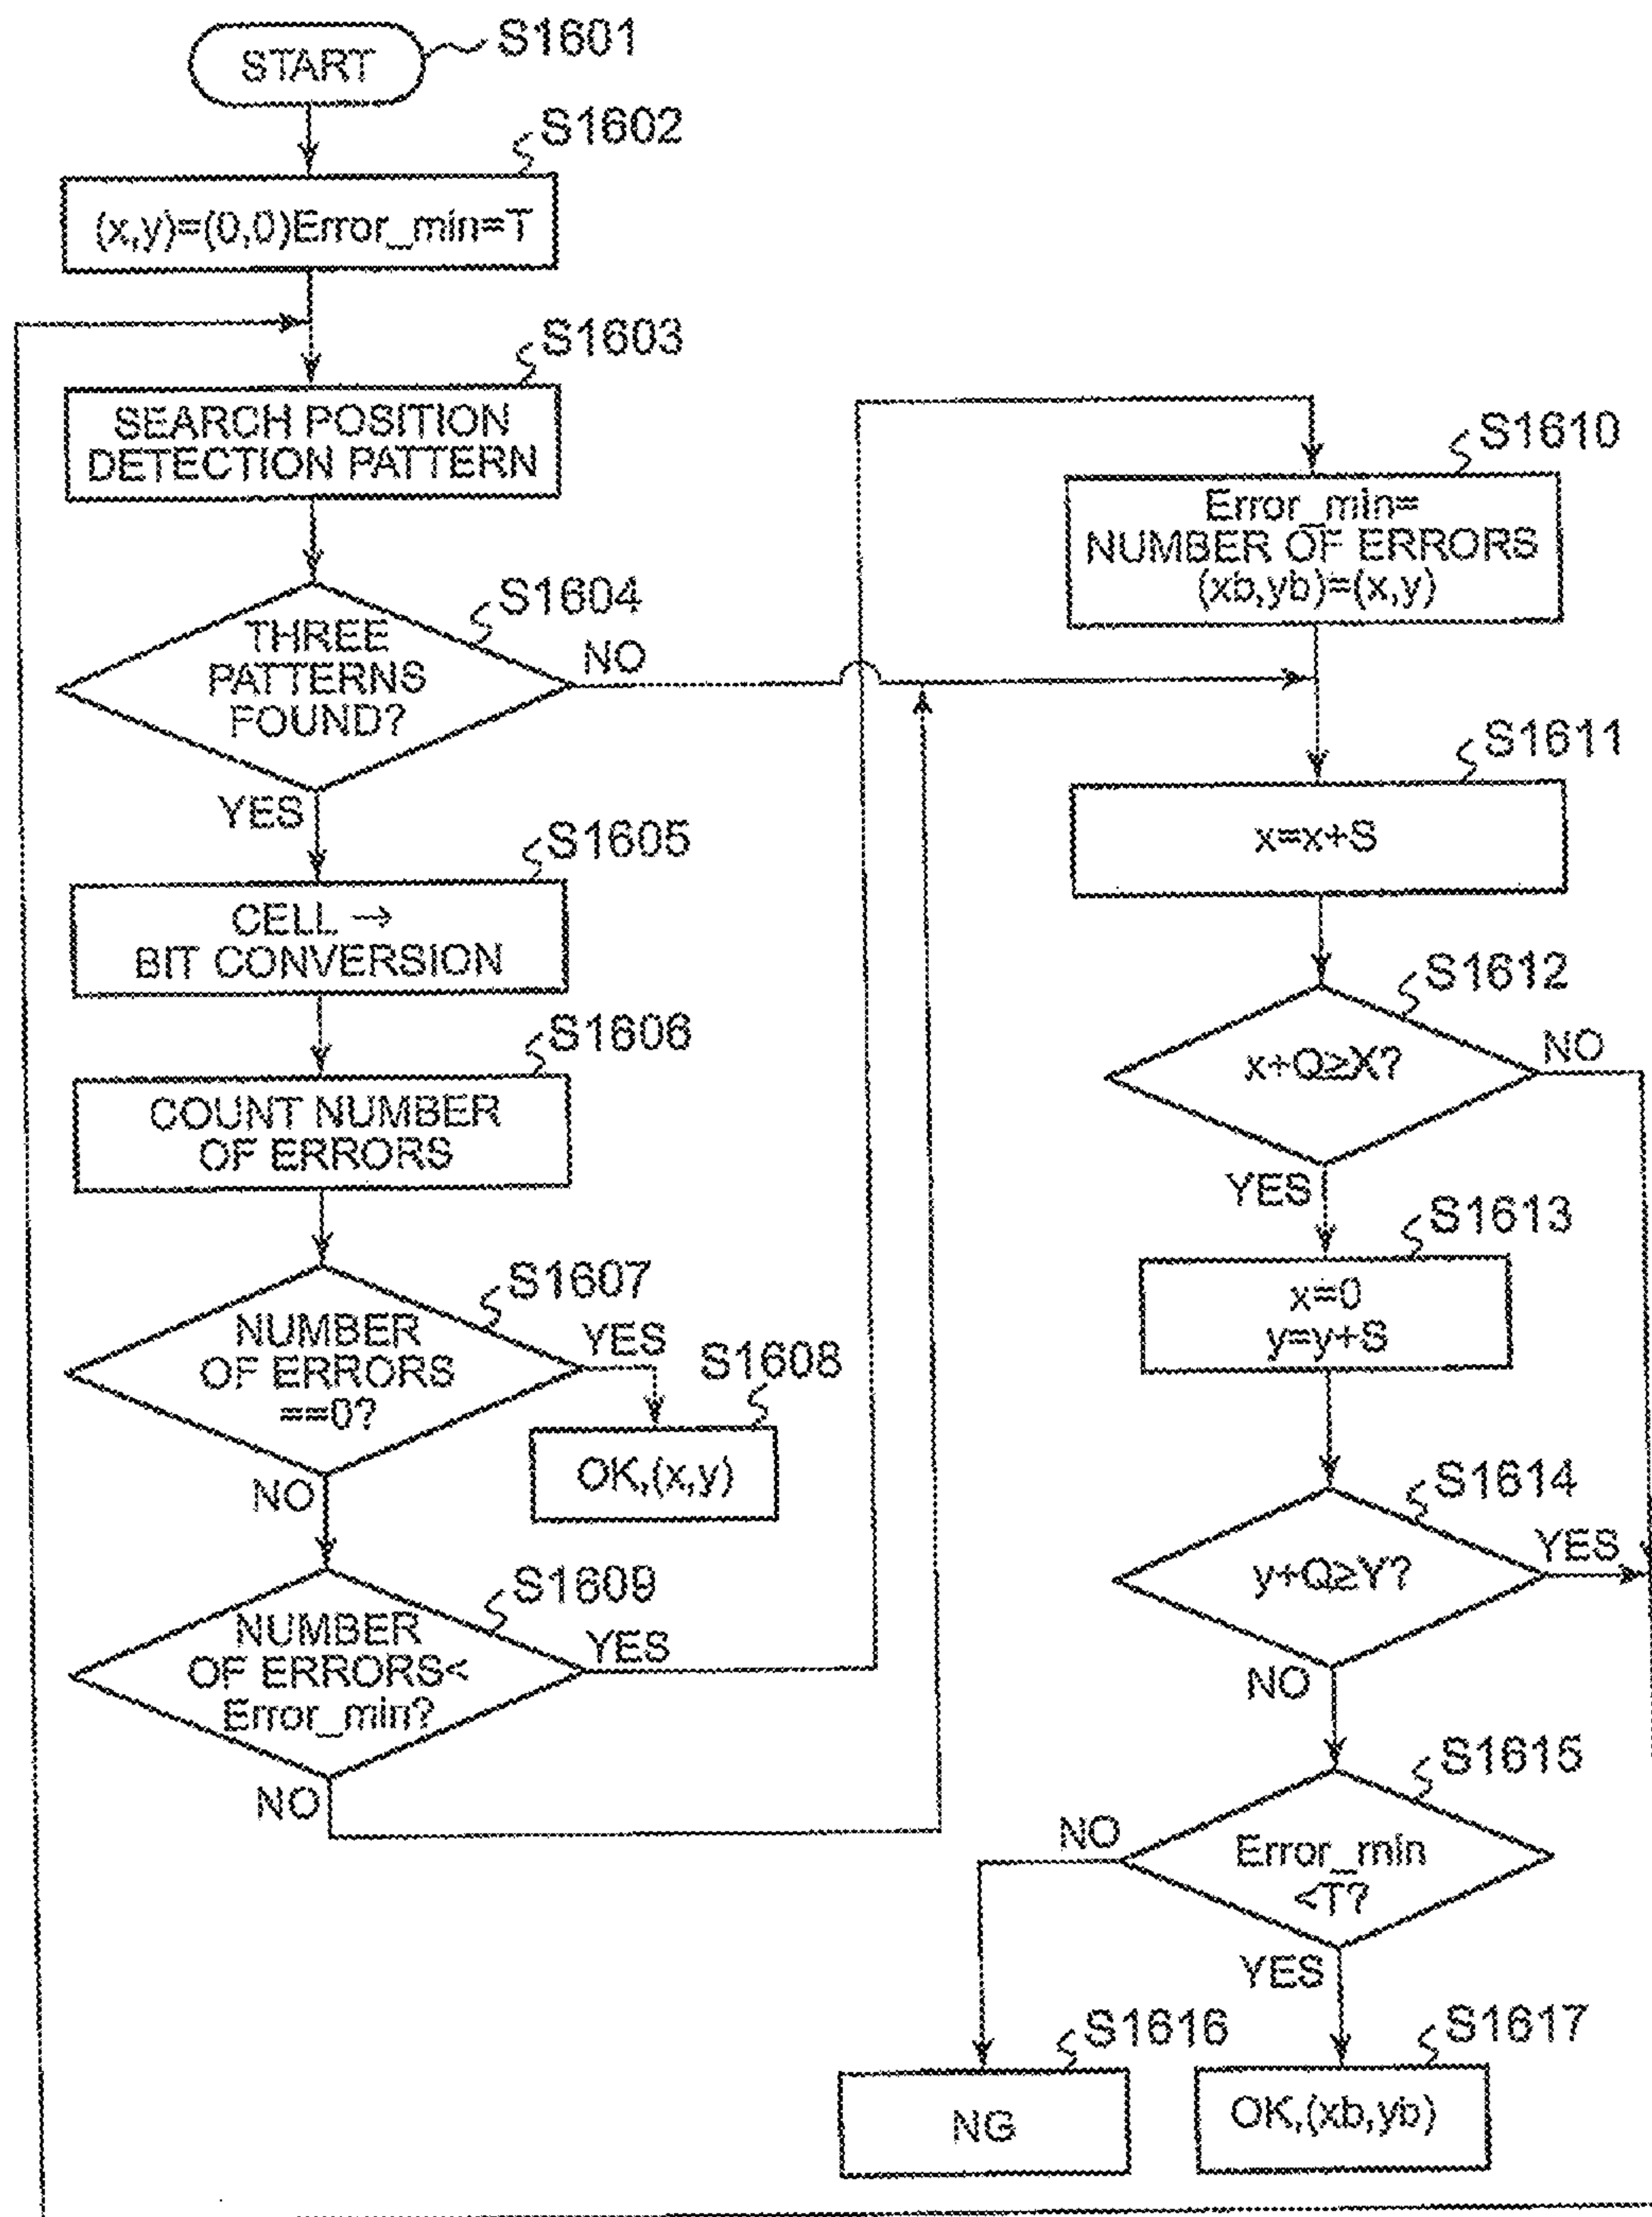 START
S1601
S1602
(x,y)=(0,0)Error_min=T
S1603
SEARCH POSITION
DETECTION PATTERN
S1604
THREE
PATTERNS
FOUND?
NO
YES
S1605
CELL →
BIT CONVERSION
S1606
COUNT NUMBER
OF ERRORS
S1607
NUMBER
OF ERRORS
==0?
YES
NO
S1608
OK,(x,y)
S1609
NUMBER
OF ERRORS<
Error_min?
YES
NO
S1610
Error_min=
NUMBER OF ERRORS
(xb,yb)=(x,y)
S1611
x=x+S
S1612
x+Q≥X?
NO
YES
S1613
x=0
y=y+S
S1614
y+Q≥Y?
YES
NO
S1615
Error_min
<T?
NO
YES
S1616
NG
S1617
OK,(xb,yb)